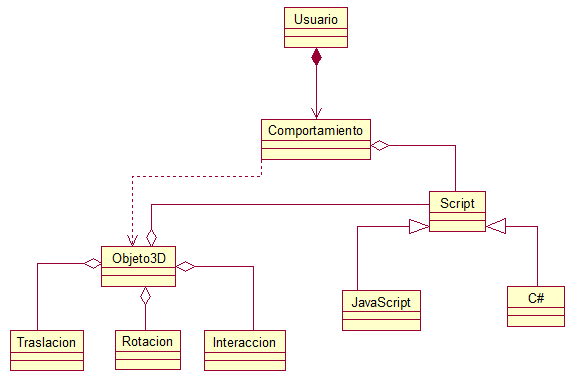 Usuario
Comportamiento
Script
Objeto3D
JavaScript
C#
Traslacion
Rotacion
Interaccion